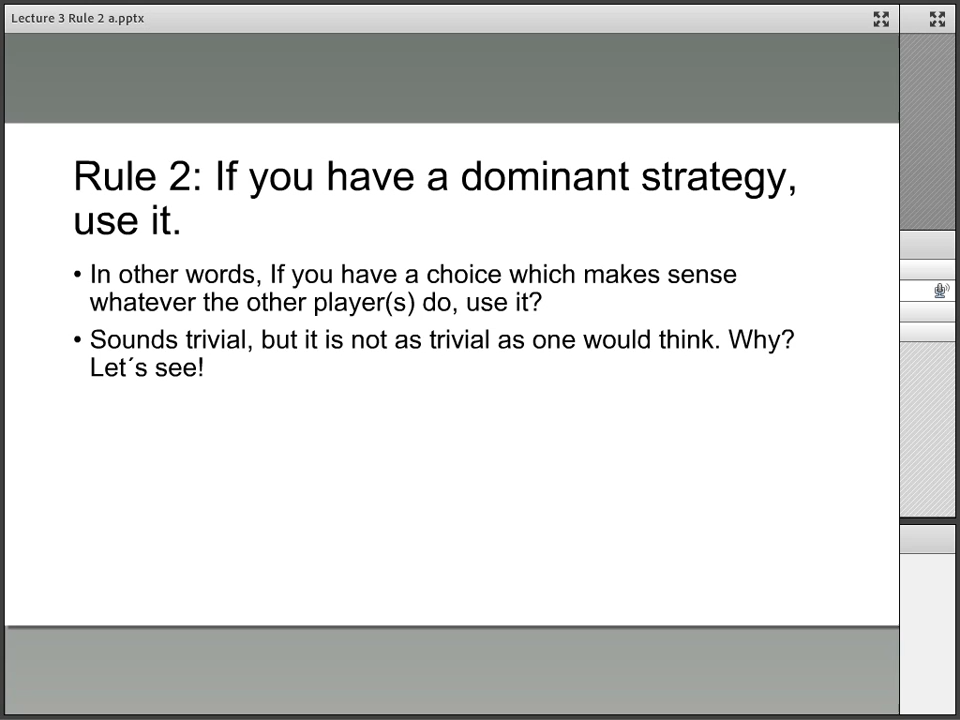 Lecture 3 Rule 2 a.pptx
Rule 2: If you have a dominant strategy,
use it.
• In other words, If you have a choice which makes sense
whatever the other player(s) do, use it?
• Sounds trivial, but it is not as trivial as one would think. Why?
Let´s see!